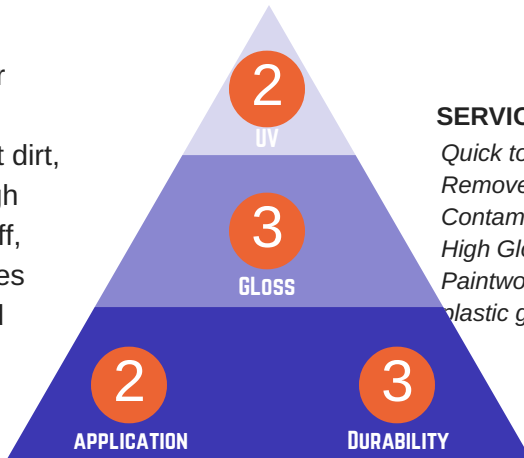 r
t dirt,
gh
ff,
es
2
UV
3
GLOSS
2
APPLICATION
3
DURABILITY
SERVIC
Quick to
Remove
Contam
High Glo
Paintwo
plastic g